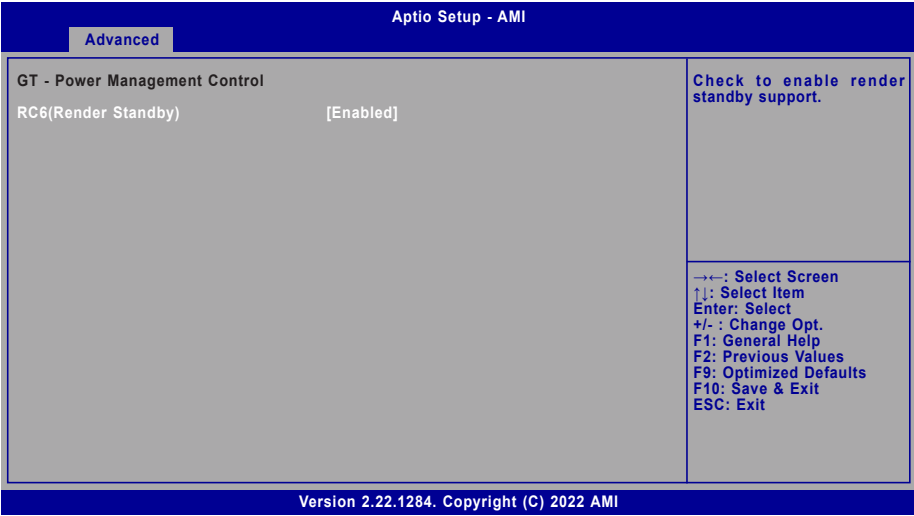 Aptio Setup - AMI
Advanced
GT - Power Management Control
RC6(Render Standby) [Enabled]
Check to enable render
standby support.
→←: Select Screen
↑↓: Select Item
Enter: Select
+/- : Change Opt.
F1: General Help
F2: Previous Values
F9: Optimized Defaults
F10: Save & Exit
ESC: Exit
Version 2.22.1284. Copyright (C) 2022 AMI